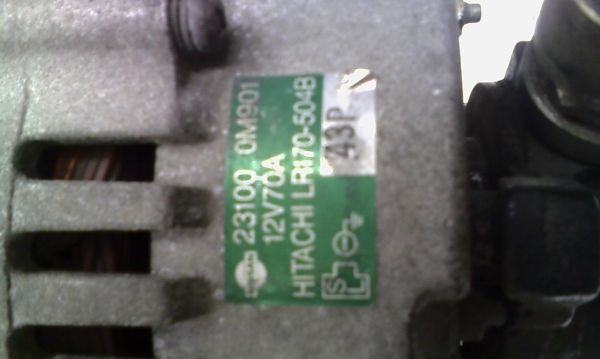 23100 0M901
12V70A
HITACHI LR170-504B
43P
S L